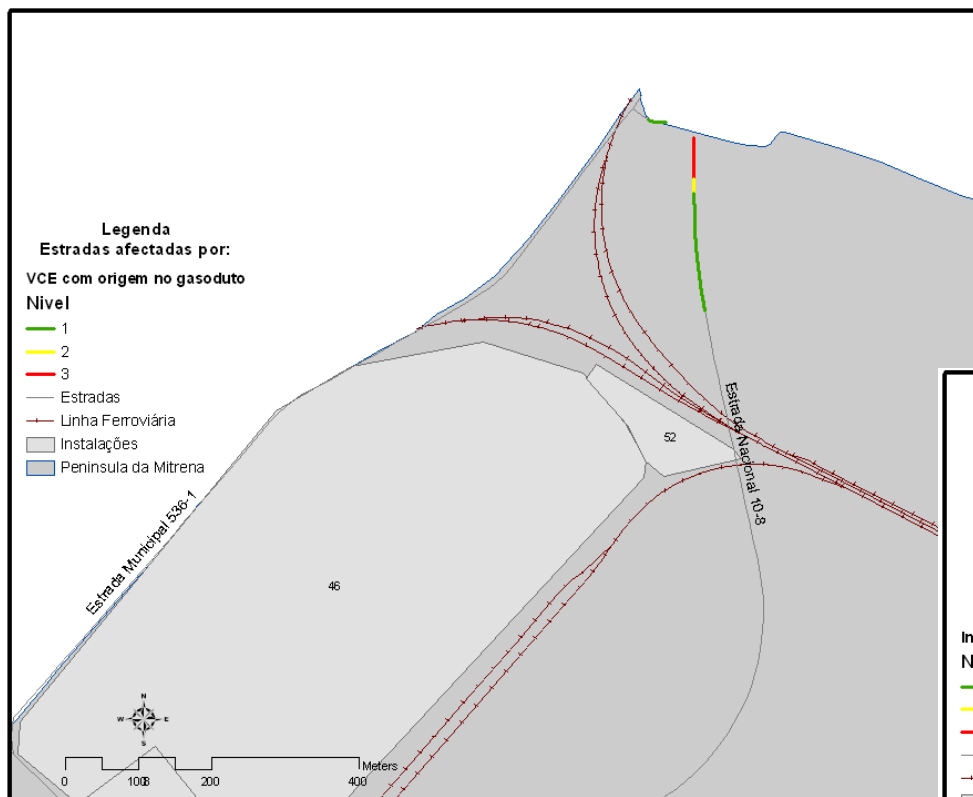 Legenda
Estradas afectadas por:
VCE com origem no gasoduto
Nivel
1
2
3
Estradas
Linha Ferroviária
Instalações
Peninsula da Mitrena
Estrada Municipal 536-1
Estrada Nacional 10-8
52
46
N
W E
S
Meters
0 100 200 400
In
N